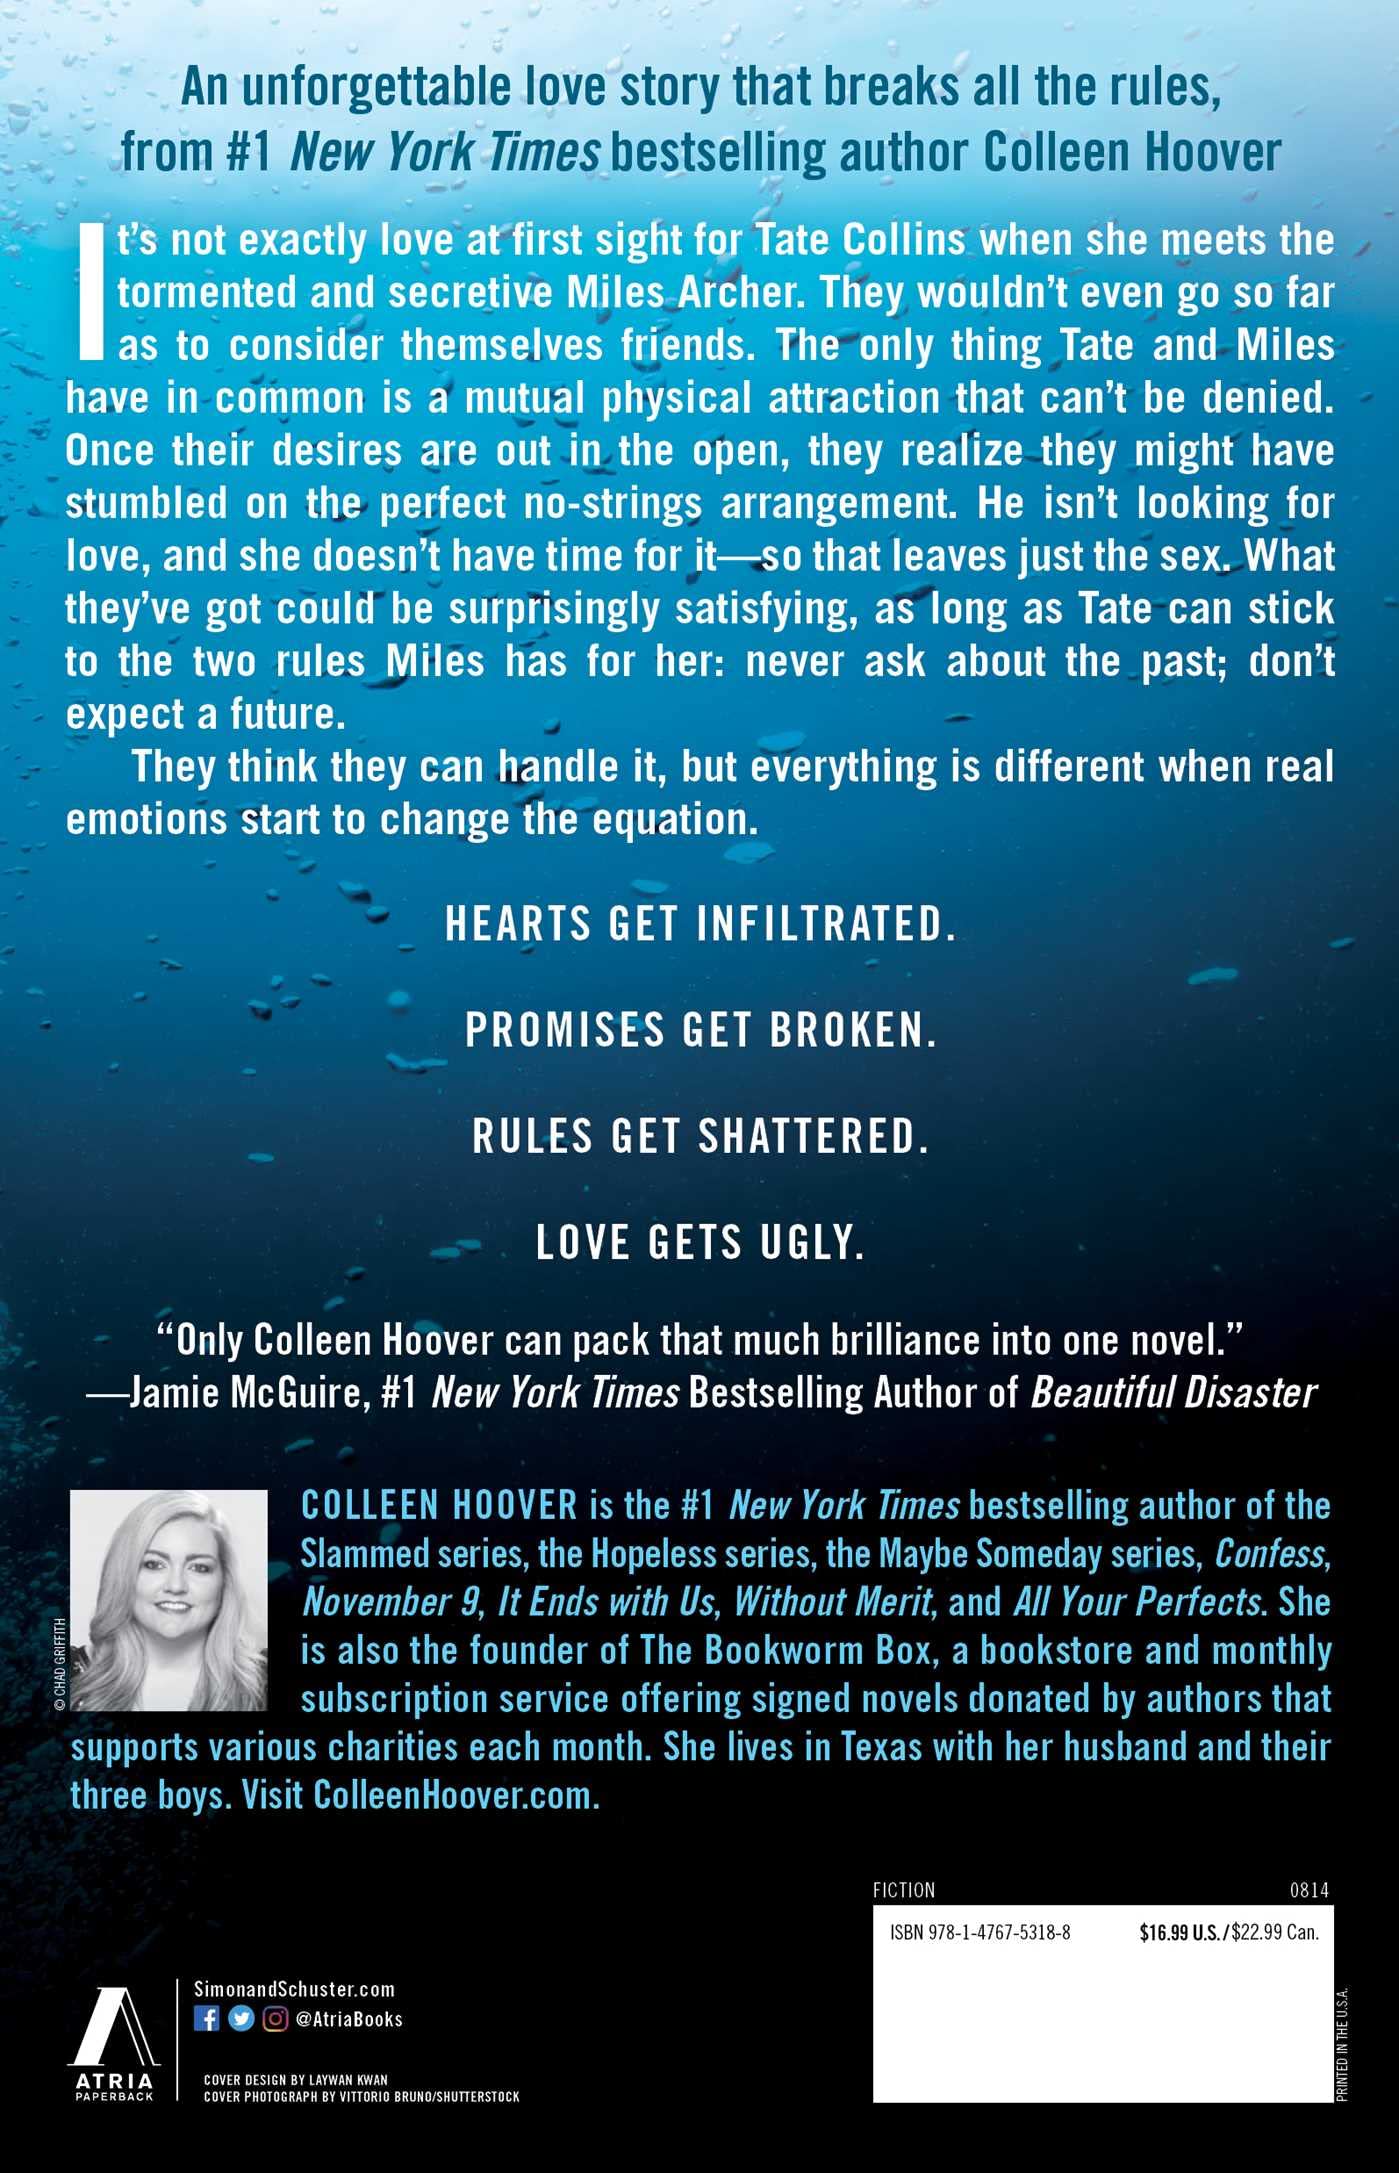 An unforgettable love story that breaks all the rules,
from #1 New York Times bestselling author Colleen Hoover
It’s not exactly love at first sight for Tate Collins when she meets the
tormented and secretive Miles Archer. They wouldn’t even go so far
as to consider themselves friends. The only thing Tate and Miles
have in common is a mutual physical attraction that can’t be denied.
Once their desires are out in the open, they realize they might have
stumbled on the perfect no-strings arrangement. He isn’t looking for
love, and she doesn’t have time for it—so that leaves just the sex. What
they’ve got could be surprisingly satisfying, as long as Tate can stick
to the two rules Miles has for her: never ask about the past; don’t
expect a future.
They think they can handle it, but everything is different when real
emotions start to change the equation.
HEARTS GET INFILTRATED.
PROMISES GET BROKEN.
RULES GET SHATTERED.
LOVE GETS UGLY.
“Only Colleen Hoover can pack that much brilliance into one novel.”
—Jamie McGuire, #1 New York Times Bestselling Author of Beautiful Disaster
© CHAD GRIFFITH
COLLEEN HOOVER is the #1 New York Times bestselling author of the
Slammed series, the Hopeless series, the Maybe Someday series, Confess,
November 9, It Ends with Us, Without Merit, and All Your Perfects. She
is also the founder of The Bookworm Box, a bookstore and monthly
subscription service offering signed novels donated by authors that
supports various charities each month. She lives in Texas with her husband and their
three boys. Visit ColleenHoover.com.
FICTION 0814
ISBN 978-1-4767-5318-8 $16.99 U.S./$22.99 Can.
PRINTED IN THE U.S.A.
ATRIA
PAPERBACK
SimonandSchuster.com
@AtriaBooks
COVER DESIGN BY LAYWAN KWAN
COVER PHOTOGRAPH BY VITTORIO BRUNO/SHUTTERSTOCK